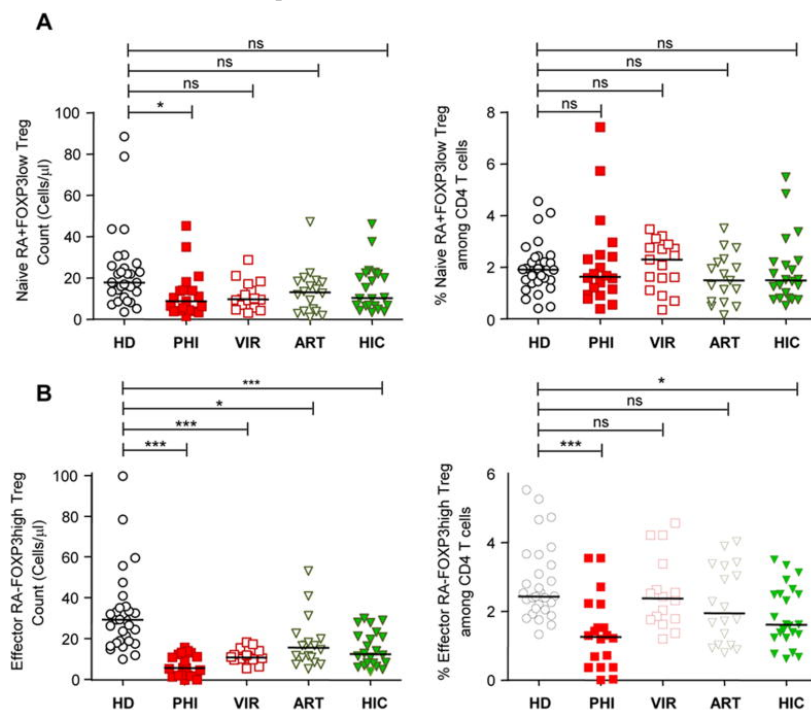 A
ns
ns
ns
*
Naive RA+FOXP3low Treg
Count (Cells/µl)
100
80
60
40
20
0
HD PHI VIR ART HIC
ns
ns
ns
ns
% Naive RA+FOXP3low Treg
among CD4 T cells
8
6
4
2
0
HD PHI VIR ART HIC
B
***
*
***
***
Effector RA-FOXP3high Treg
Count (Cells/µl)
100
80
60
40
20
0
HD PHI VIR ART HIC
*
ns
ns
***
% Effector RA-FOXP3high Treg
among CD4 T cells
6
4
2
0
HD PHI VIR ART HIC